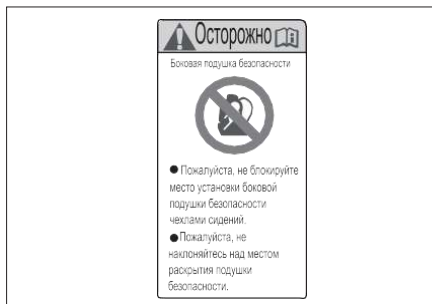 Осторожно
Боковая подушка безопасности
● Пожалуйста, не блокируйте
место установки боковой
подушки безопасности
чехлами сидений.
● Пожалуйста, не
наклоняйтесь над местом
раскрытия подушки
безопасности.